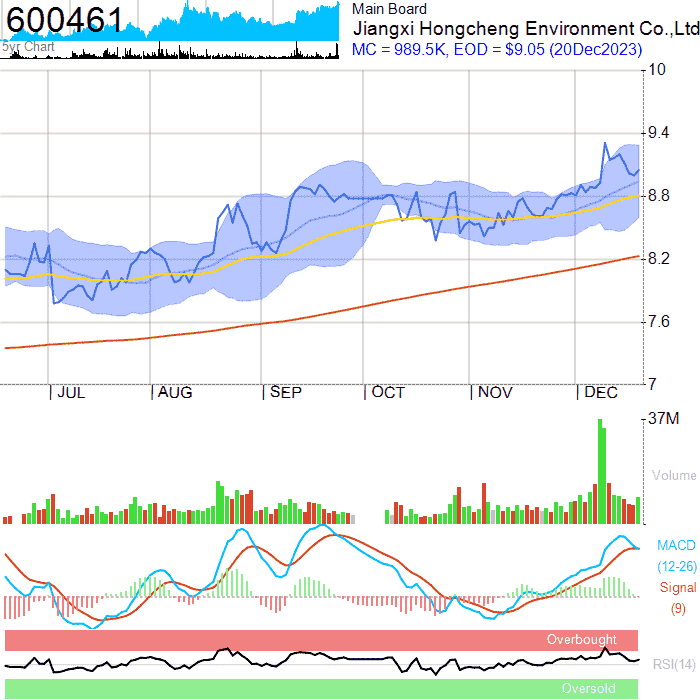 600461
5yr Chart
Main Board
Jiangxi Hongcheng Environment Co.,Ltd
MC = 989.5K, EOD = $9.05 (20Dec2023)
10
9.4
8.8
8.2
7.6
7
JUL
AUG
SEP
OCT
NOV
DEC
37M
Volume
MACD
(12-26)
Signal
(9)
Overbought
RSI(14)
Oversold